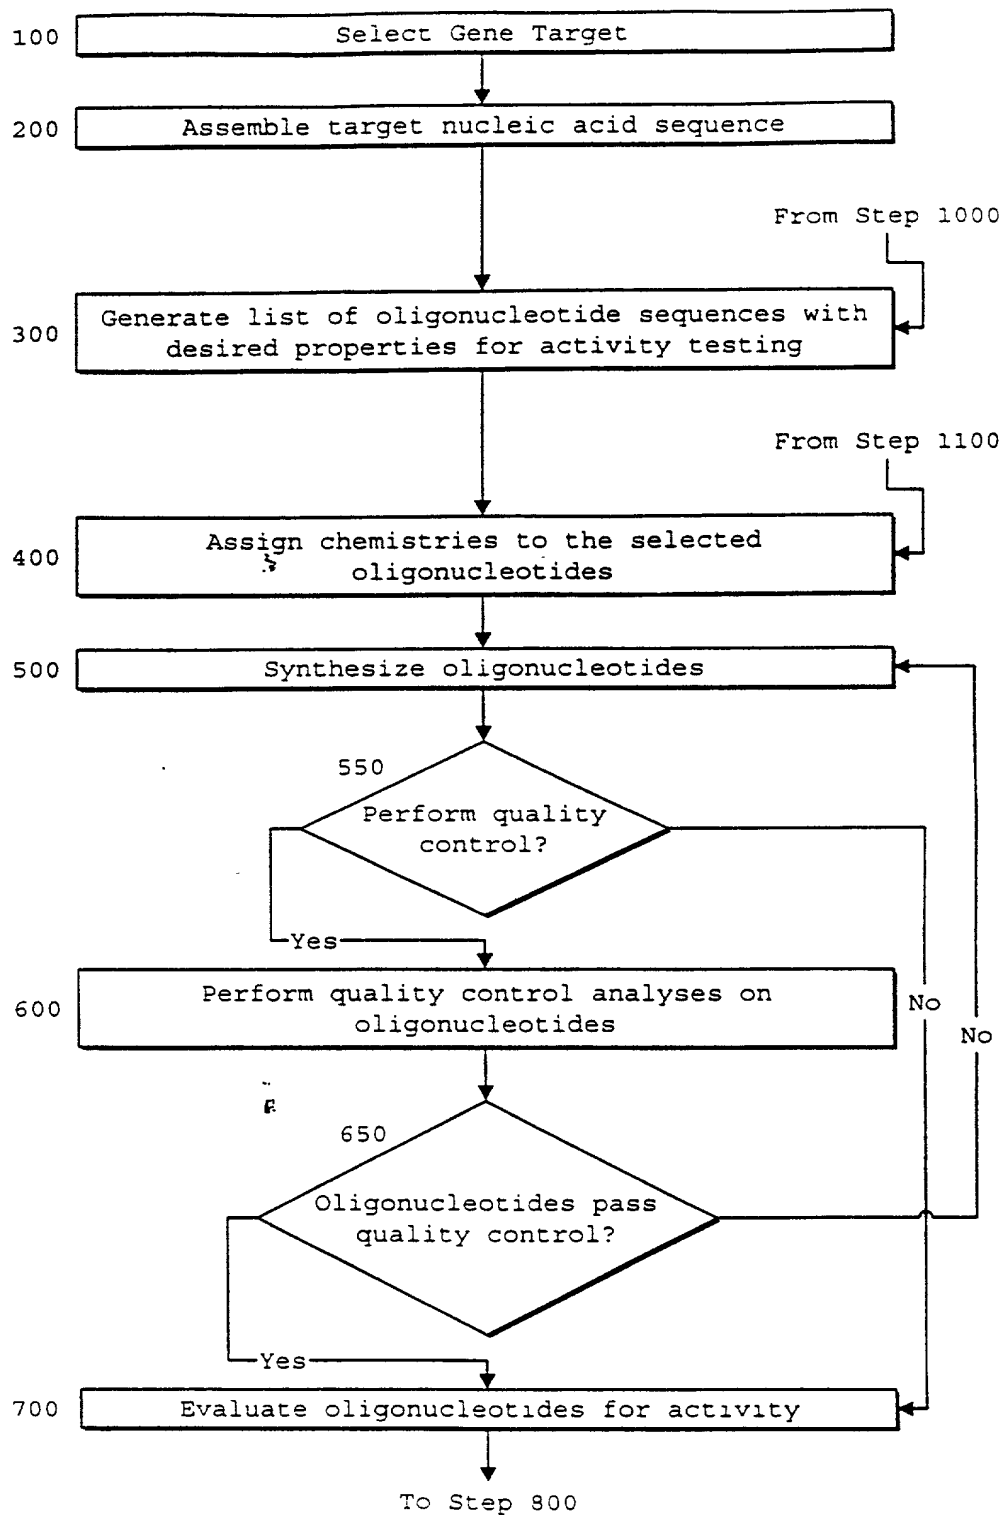 100
Select Gene Target
200
Assemble target nucleic acid sequence
From Step 1000
300
Generate list of oligonucleotide sequences with
desired properties for activity testing
From Step 1100
400
Assign chemistries to the selected
oligonucleotides
500
Synthesize oligonucleotides
550
Perform quality
control?
Yes
600
Perform quality control analyses on
oligonucleotides
No
No
650
Oligonucleotides pass
quality control?
Yes
700
Evaluate oligonucleotides for activity
To Step 800